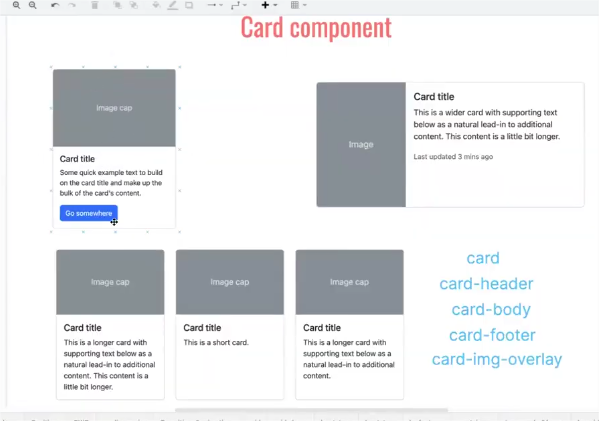 Card component
Image cap
Card title
Some quick example text to build
on the card title and make up the
bulk of the card's content.
Go somewhere
Image
Card title
This is a wider card with supporting text
below as a natural lead-in to additional
content. This content is a little bit longer.
Last updated 3 mins ago
Image cap
Card title
This is a longer card with
supporting text below as a
natural lead-in to additional
content. This content is a
little bit longer.
Image cap
Card title
This is a short card.
Image cap
Card title
This is a longer card with
supporting text below as a
natural lead-in to additional
content.
card
card-header
card-body
card-footer
card-img-overlay